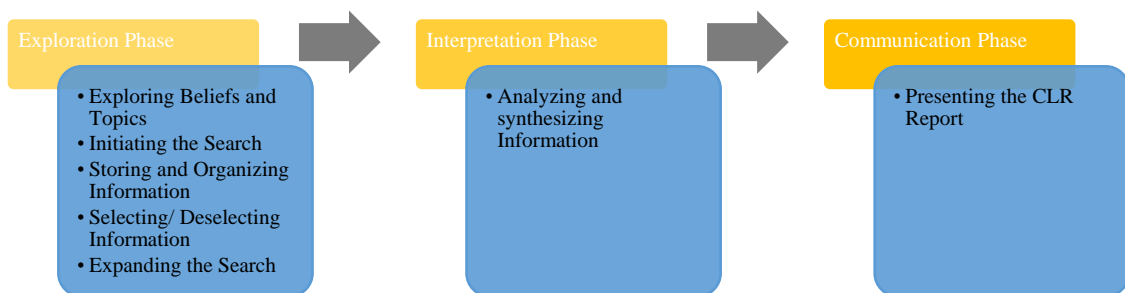 Exploration Phase
• Exploring Beliefs and
Topics
• Initiating the Search
• Storing and Organizing
Information
• Selecting/ Deselecting
Information
• Expanding the Search
Interpretation Phase
• Analyzing and
synthesizing
Information
Communication Phase
• Presenting the CLR
Report